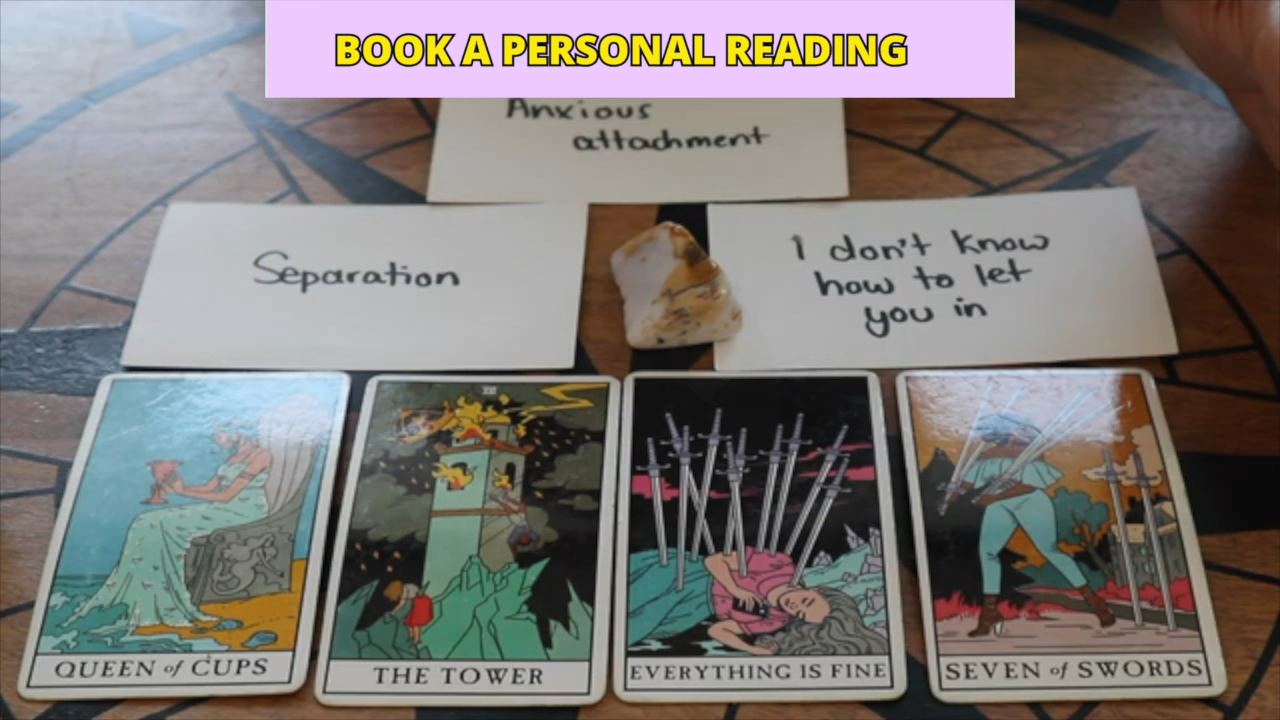 BOOK A PERSONAL READING
Anxious
attachment
Separation
I don't know
how to let
you in
QUEEN of CUPS
THE TOWER
EVERYTHING IS FINE
SEVEN of SWORDS